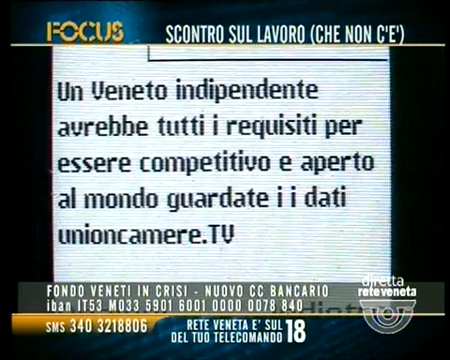 FOCUS
SCONTRO SUL LAVORO (CHE NON C'E')
Un Veneto indipendente
avrebbe tutti i requisiti per
essere competitivo e aperto
al mondo guardate i i dati
unioncamere.TV
FONDO VENETI IN CRISI - NUOVO CC BANCARIO
iban IT53 M033 5901 6001 0000 0078 840
diretta
reteveneta
SMS 340 3218806
RETE VENETA E' SUL 18
DEL TUO TELECOMANDO